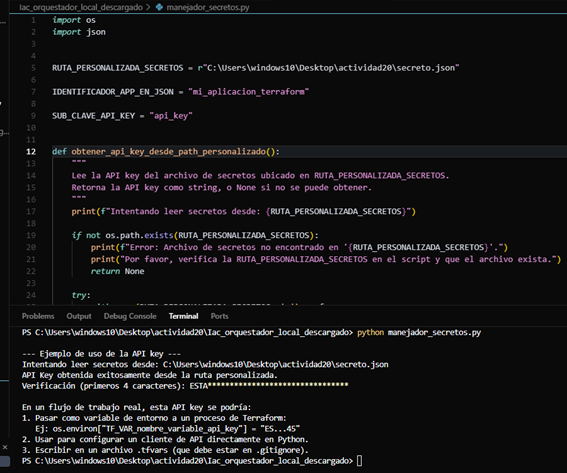 Iac_orquestador_local_descargado > manejador_secretos.py
1 import os
2 import json
3
4
5 RUTA_PERSONALIZADA_SECRETOS = r"C:\Users\windows10\Desktop\actividad20\secreto.json"
6
7 IDENTIFICADOR_APP_EN_JSON = "mi_aplicacion_terraform"
8
9 SUB_CLAVE_API_KEY = "api_key"
10
11
12 def obtener_api_key_desde_path_personalizado():
13 """
14 Lee la API key del archivo de secretos ubicado en RUTA_PERSONALIZADA_SECRETOS.
15 Retorna la API key como string, o None si no se puede obtener.
16 """
17 print(f"Intentando leer secretos desde: {RUTA_PERSONALIZADA_SECRETOS}")
18
19 if not os.path.exists(RUTA_PERSONALIZADA_SECRETOS):
20 print(f"Error: Archivo de secretos no encontrado en '{RUTA_PERSONALIZADA_SECRETOS}'.")
21 print("Por favor, verifica la RUTA_PERSONALIZADA_SECRETOS en el script y que el archivo exista.")
22 return None
23
24 try:
Problems Output Debug Console Terminal Ports
PS C:\Users\windows10\Desktop\actividad20\Iac_orquestador_local_descargado> python manejador_secretos.py
--- Ejemplo de uso de la API key ---
Intentando leer secretos desde: C:\Users\windows10\Desktop\actividad20\secreto.json
API Key obtenida exitosamente desde la ruta personalizada.
Verificación (primeros 4 caracteres): ESTA********************************
En un flujo de trabajo real, esta API key se podría:
1. Pasar como variable de entorno a un proceso de Terraform:
Ej: os.environ["TF_VAR_nombre_variable_api_key"] = "ES...45"
2. Usar para configurar un cliente de API directamente en Python.
3. Escribir en un archivo .tfvars (que debe estar en .gitignore).
PS C:\Users\windows10\Desktop\actividad20\Iac_orquestador_local_descargado>